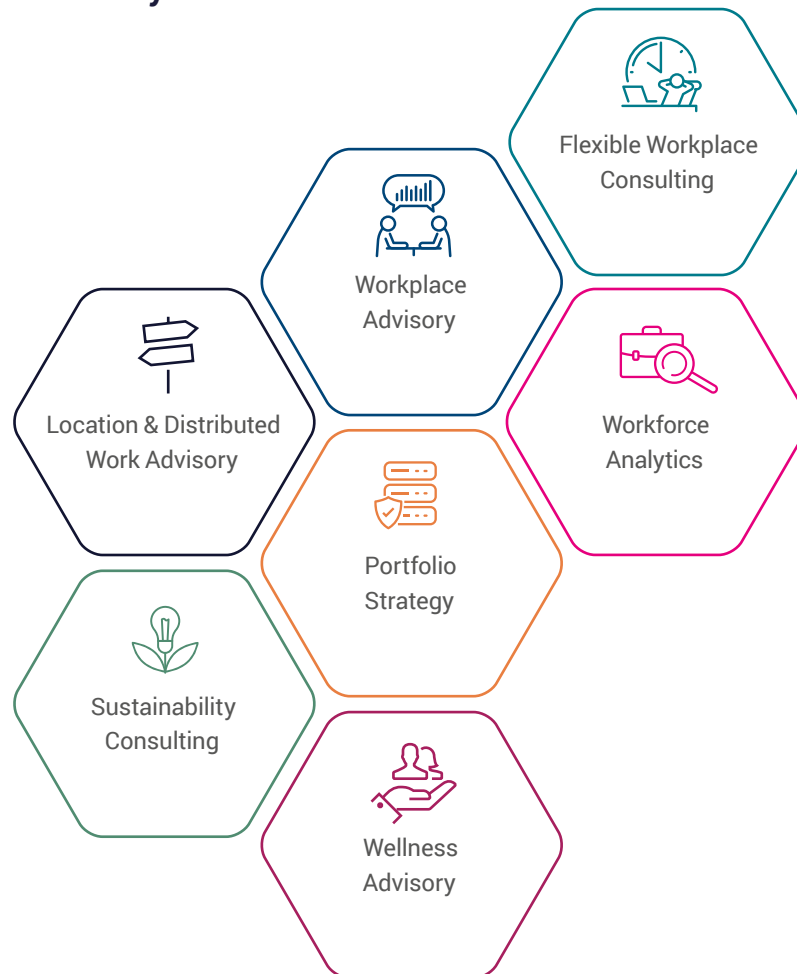 Flexible Workplace
Consulting
Workplace
Advisory
Location & Distributed
Work Advisory
Workforce
Analytics
Portfolio
Strategy
Sustainability
Consulting
Wellness
Advisory